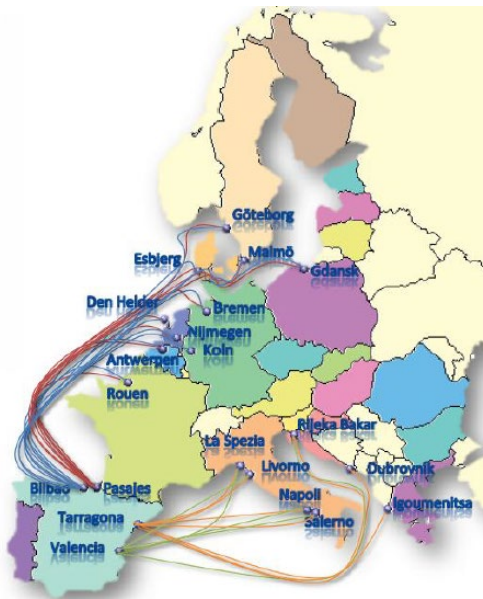 Göteborg
Esbjerg
Malmö
Gdansk
Den Helder
Bremen
Nijmegen
Antwerpen
Koln
Rouen
La Spezia
Rijeka Bakar
Livorno
Dubrovnik
Bilbao
Pasajes
Napoli
Igoumenitsa
Tarragona
Salerno
Valencia